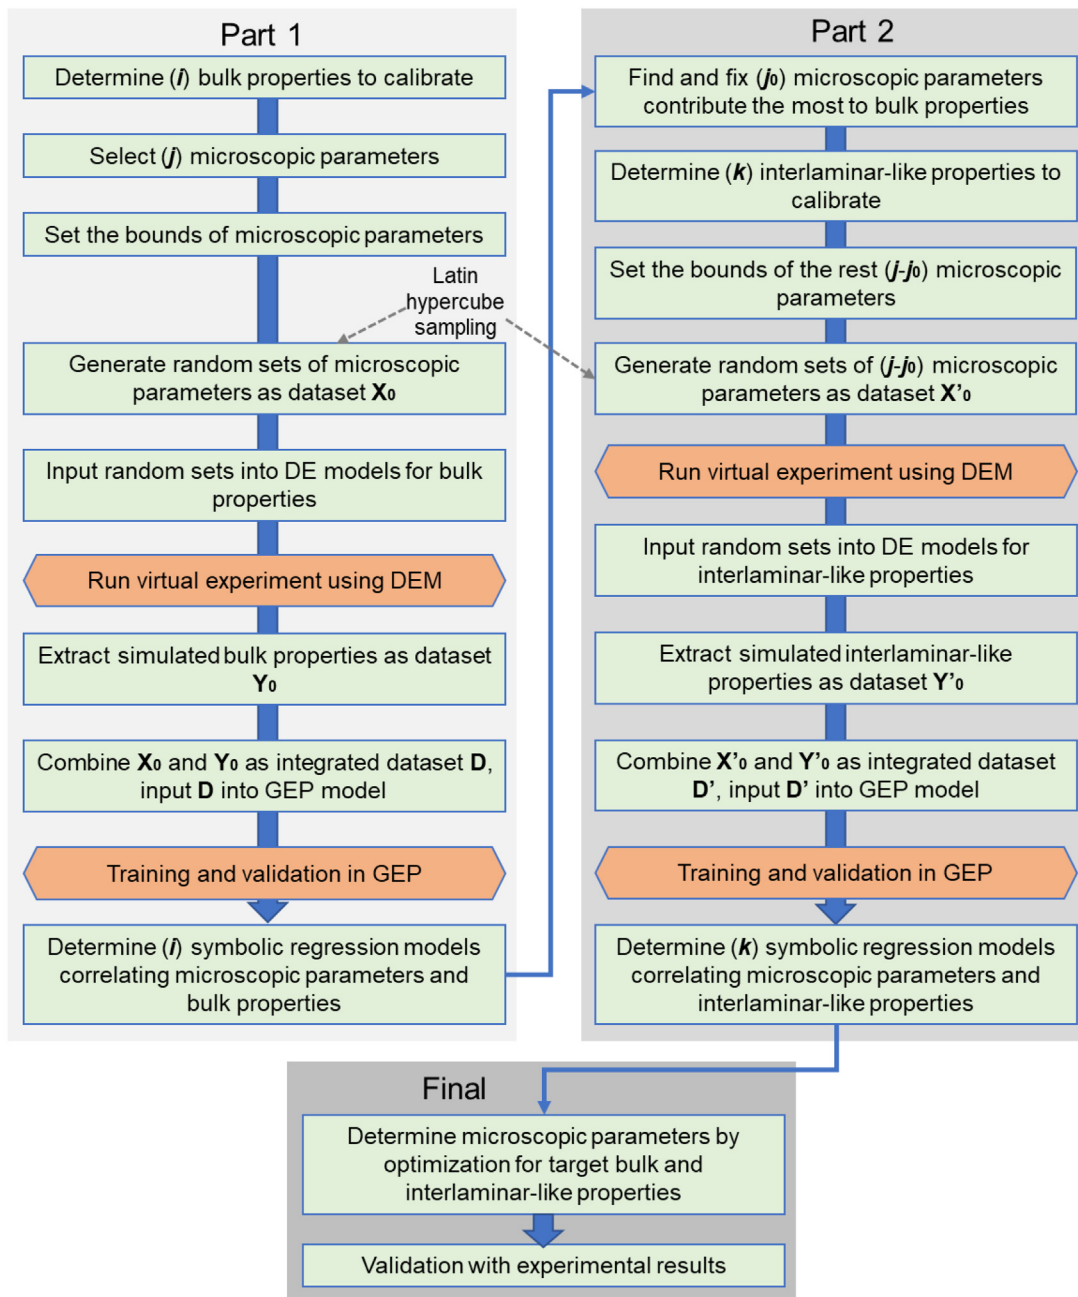 Part 1
Determine (i) bulk properties to calibrate
Select (j) microscopic parameters
Set the bounds of microscopic parameters
Latin
hypercube
sampling
Generate random sets of microscopic
parameters as dataset X₀
Input random sets into DE models for bulk
properties
Run virtual experiment using DEM
Extract simulated bulk properties as dataset
Y₀
Combine X₀ and Y₀ as integrated dataset D,
input D into GEP model
Training and validation in GEP
Determine (i) symbolic regression models
correlating microscopic parameters and
bulk properties
Part 2
Find and fix (j₀) microscopic parameters
contribute the most to bulk properties
Determine (k) interlaminar-like properties to
calibrate
Set the bounds of the rest (j-j₀) microscopic
parameters
Generate random sets of (j-j₀) microscopic
parameters as dataset X'₀
Run virtual experiment using DEM
Input random sets into DE models for
interlaminar-like properties
Extract simulated interlaminar-like
properties as dataset Y'₀
Combine X'₀ and Y'₀ as integrated dataset
D', input D' into GEP model
Training and validation in GEP
Determine (k) symbolic regression models
correlating microscopic parameters and
interlaminar-like properties
Final
Determine microscopic parameters by
optimization for target bulk and
interlaminar-like properties
Validation with experimental results